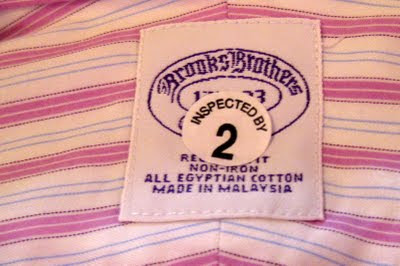 Brooks Brothers
INSPECTED BY
2
NON-IRON
ALL EGYPTIAN COTTON
MADE IN MALAYSIA